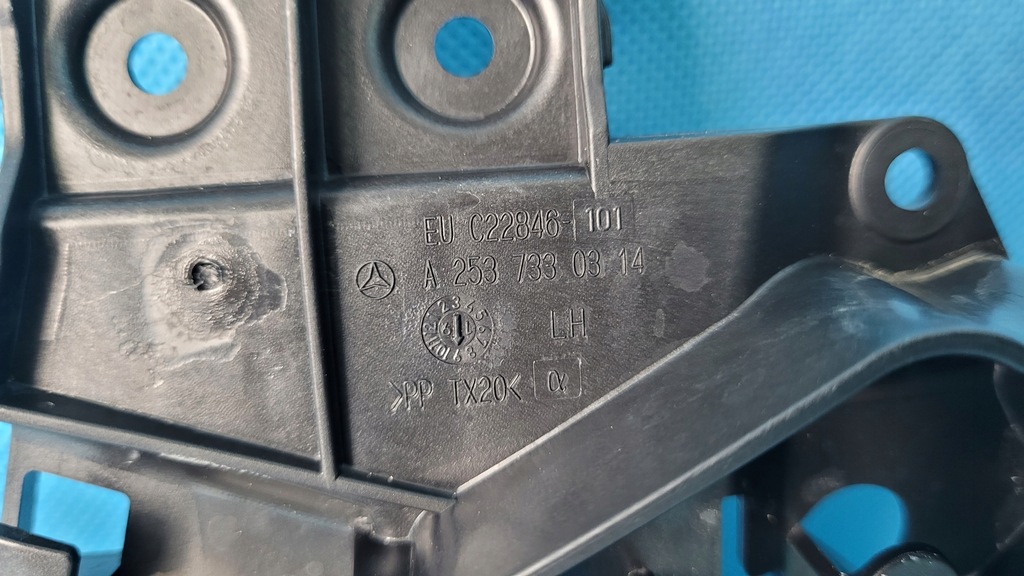 EU C22846-101
A 253 733 03 14
LH
>PP TX20< α